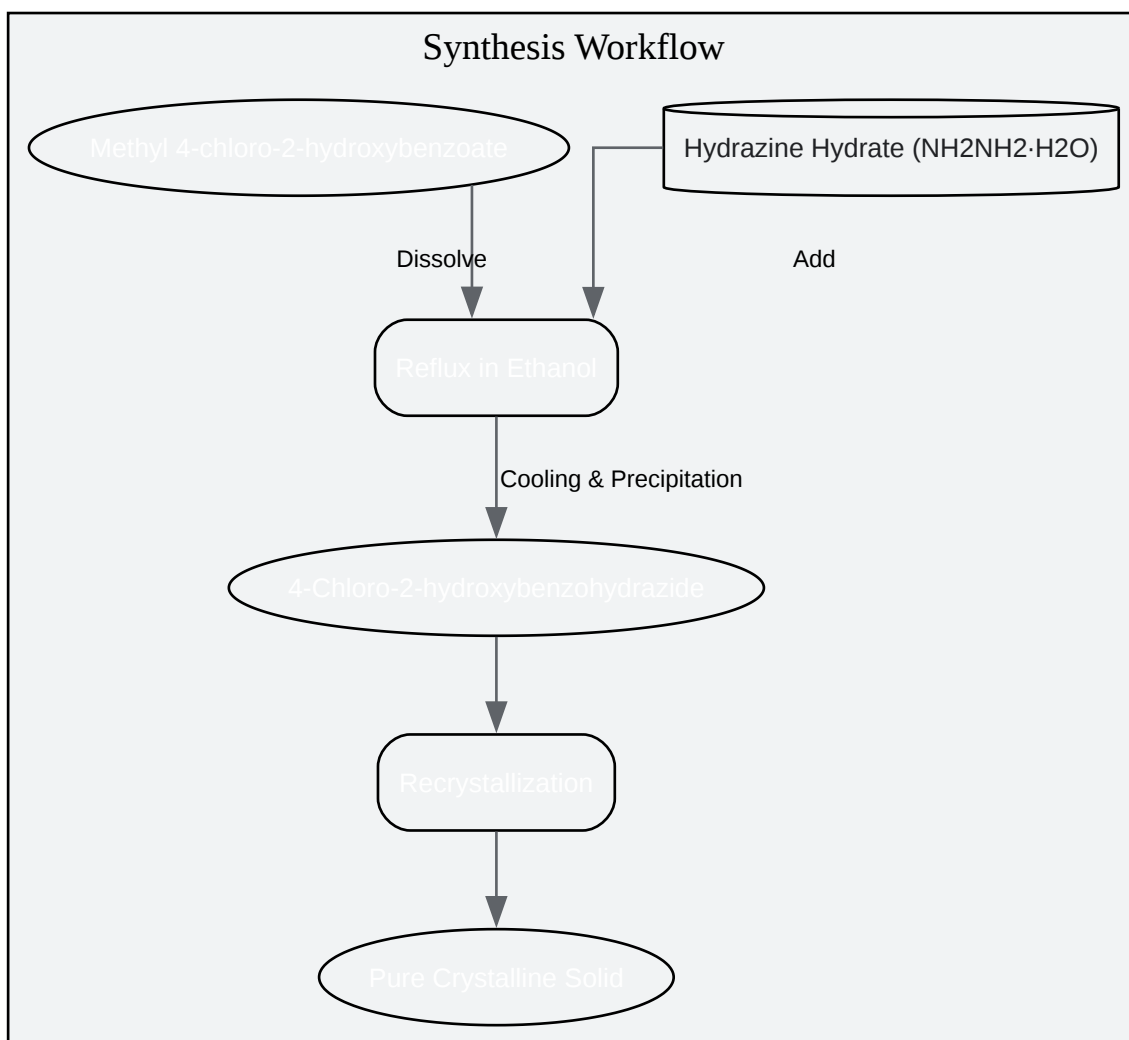 Synthesis Workflow
Methyl 4-chloro-2-hydroxybenzoate
Hydrazine Hydrate (NH2NH2·H2O)
Dissolve
Add
Reflux in Ethanol
Cooling & Precipitation
4-Chloro-2-hydroxybenzohydrazide
Recrystallization
Pure Crystalline Solid